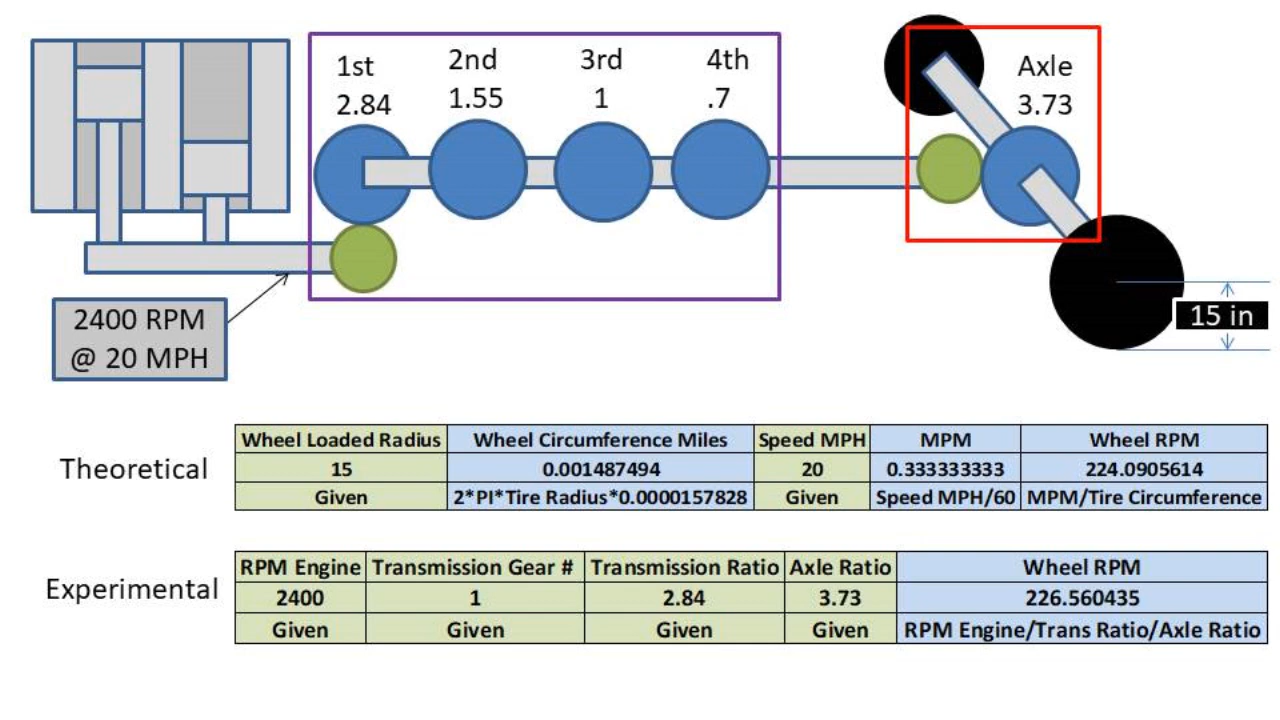 1st
2.84
2nd
1.55
3rd
1
4th
.7
Axle
3.73
2400 RPM
@ 20 MPH
15 in
Theoretical
Wheel Loaded Radius Wheel Circumference Miles Speed MPH MPM Wheel RPM
15 0.001487494 20 0.333333333 224.0905614
Given 2*PI*Tire Radius*0.0000157828 Given Speed MPH/60 MPM/Tire Circumference
Experimental
RPM Engine Transmission Gear # Transmission Ratio Axle Ratio Wheel RPM
2400 1 2.84 3.73 226.560435
Given Given Given Given RPM Engine/Trans Ratio/Axle Ratio